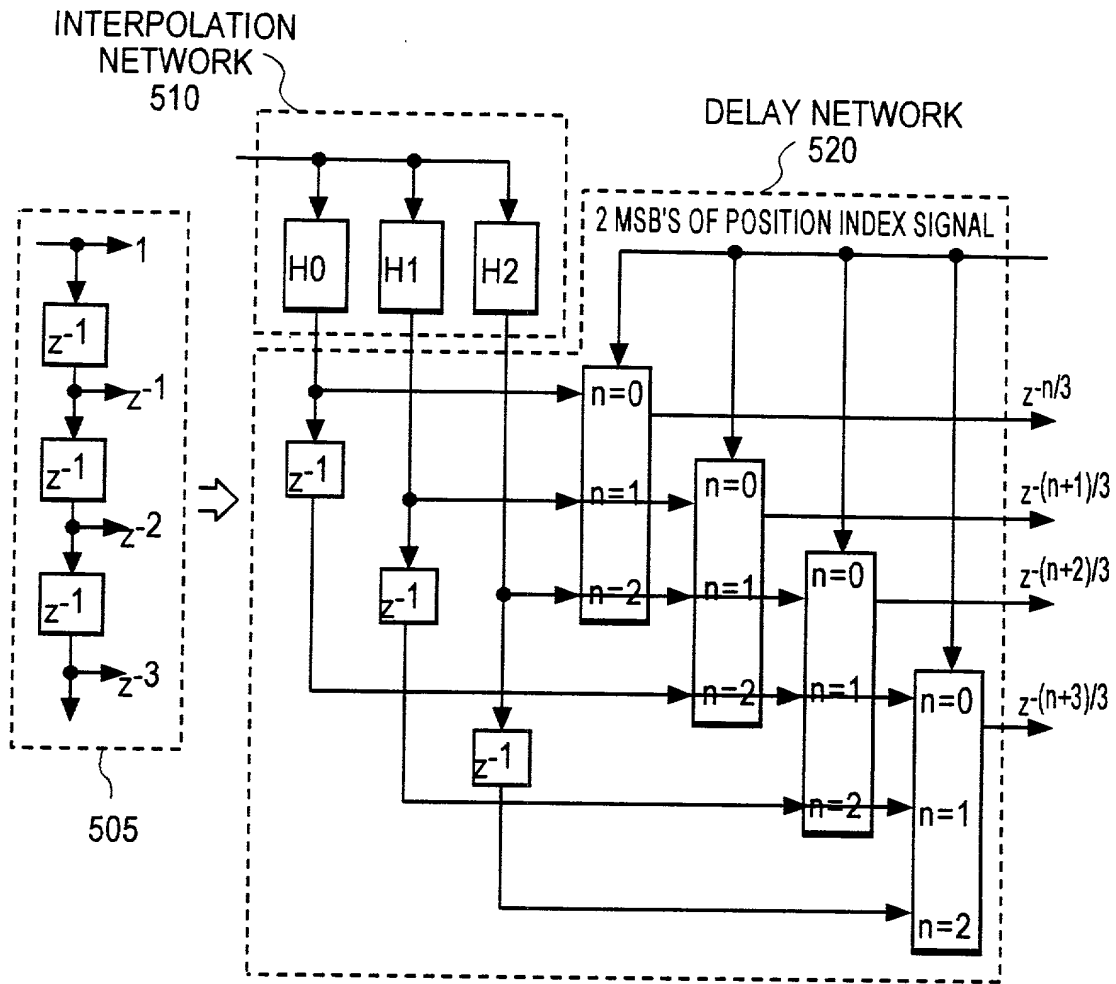 INTERPOLATION
NETWORK
510
DELAY NETWORK
520
2 MSB'S OF POSITION INDEX SIGNAL
1
z-1
z-1
z-1
z-2
z-1
z-3
505
H0
H1
H2
z-1
z-1
z-1
n=0
n=1
n=2
n=0
n=1
n=2
n=0
n=1
n=2
n=0
n=1
n=2
z-n/3
z-(n+1)/3
z-(n+2)/3
z-(n+3)/3